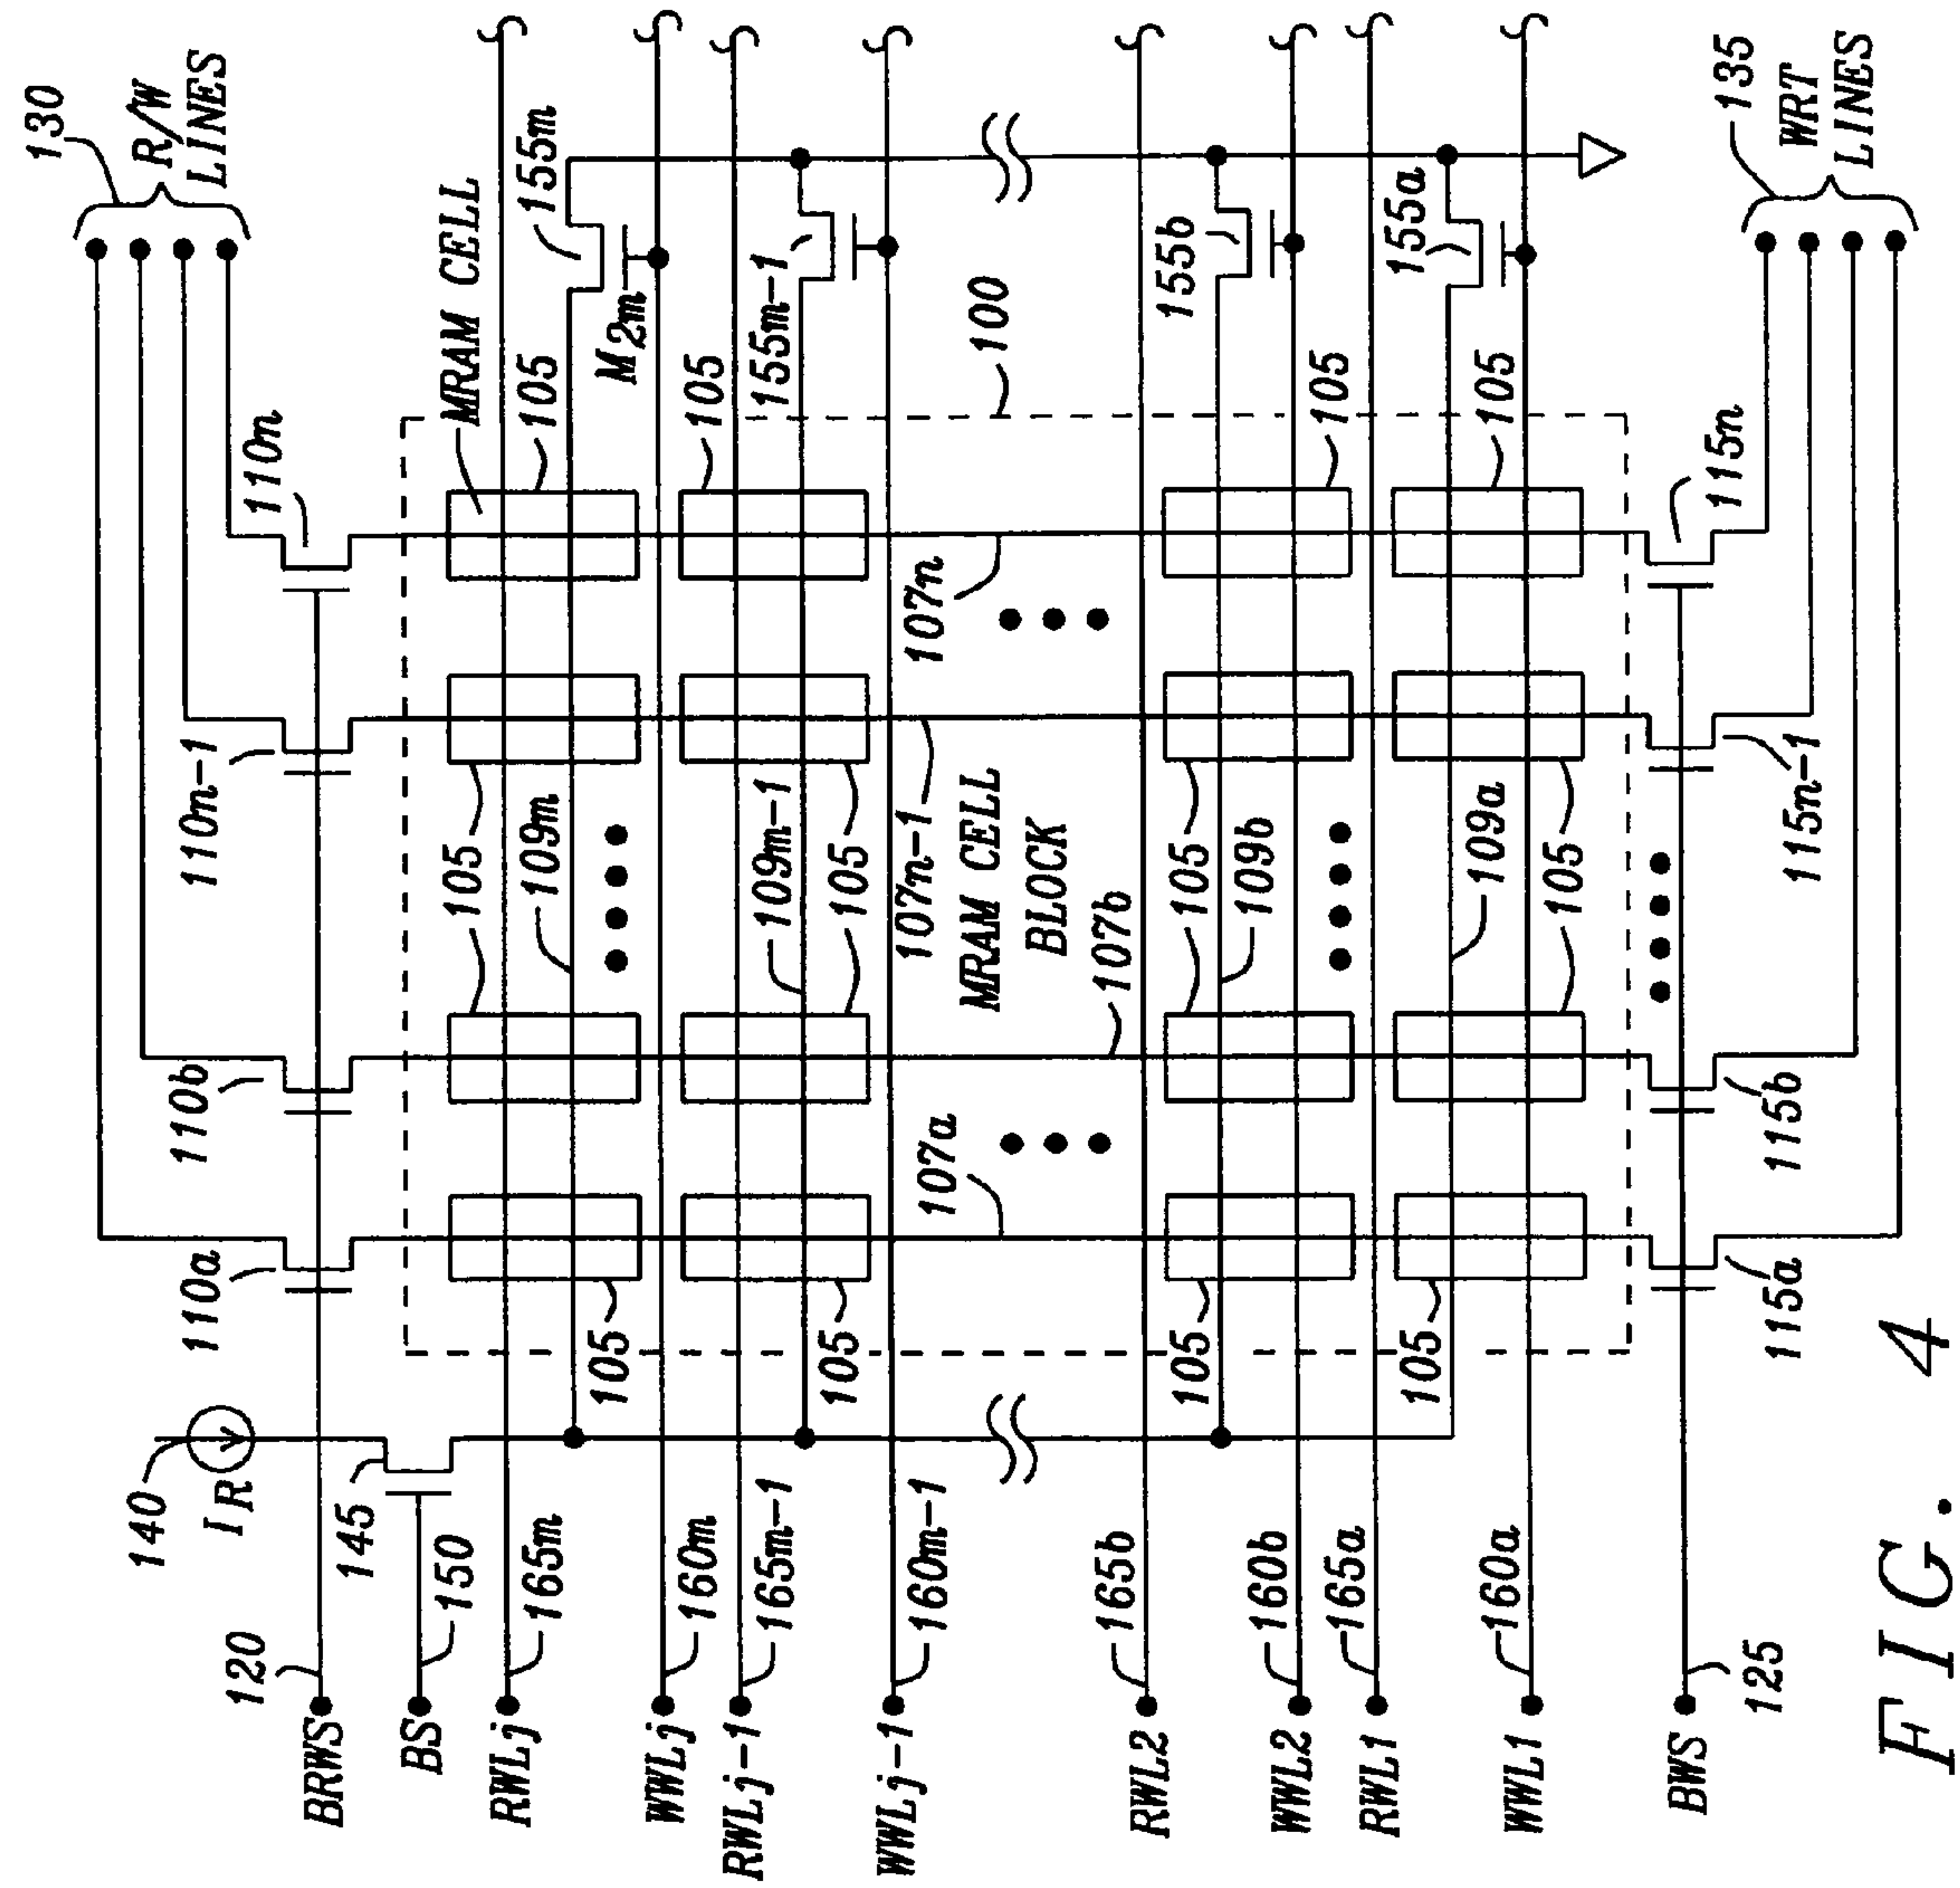 130
140 R/W
110a 110b 110n-1 LINES
IR
120 110n
145
BRWS
BS 150 105 MRAM CELL
RWLj 165m 109m 105 155m
105 M2m
WWLj 160m 105
RWLj-1 165m-1 109m-1 155m-1
105 105
WWLj-1 160m-1 107a 107n-1 107n
MRAM CELL 100
BLOCK
165b 107b
RWL2 105 105 155b
160b 109b
WWL2 165a 105
RWL1 105 155a
160a 109a 105
WWL1 105
BWS 115n 135
125 115a 115b 115n-1 WRT
LINES
FIG. 4